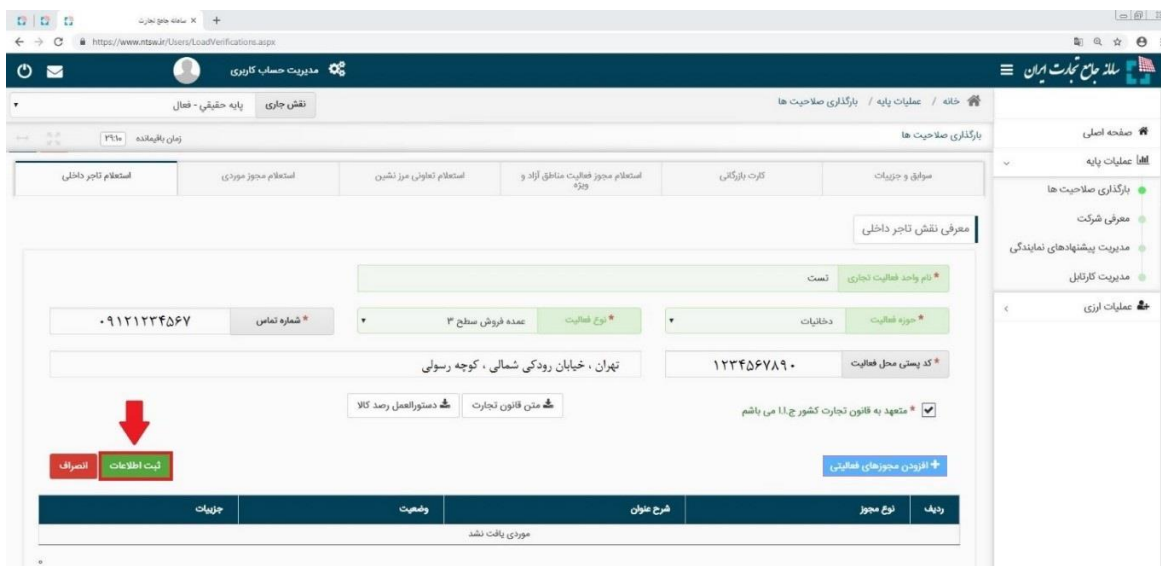 سامانه جامع تجارت
https://www.ntsw.ir/Users/LoadVerifications.aspx
سامانه جامع تجارت ایران
مدیریت حساب کاربری
خانه / عملیات پایه / بارگذاری صلاحیت ها
نقش جاری
پایه حقیقی - فعال
صفحه اصلی
عملیات پایه
بارگذاری صلاحیت ها
معرفی شرکت
مدیریت پیشنهادهای نمایندگی
مدیریت کارتابل
عملیات ارزی
بارگذاری صلاحیت ها
زمان باقیمانده ۲۹:۱۰
سوابق و جزییات
کارت بازرگانی
استعلام مجوز فعالیت مناطق آزاد و
ویژه
استعلام تعاونی مرز نشین
استعلام مجوز موردی
استعلام تاجر داخلی
معرفی نقش تاجر داخلی
* نام واحد فعالیت تجاری تست
* حوزه فعالیت دخانیات * نوع فعالیت عمده فروش سطح ۳ * شماره تماس ۰۹۱۲۱۲۳۴۵۶۷
* کد پستی محل فعالیت ۱۲۳۴۵۶۷۸۹۰ تهران ، خیابان رودکی شمالی ، کوچه رسولی
* متعهد به قانون تجارت کشور ج.ا.ا می باشم
متن قانون تجارت
دستورالعمل رصد کالا
+ افزودن مجوزهای فعالیتی
ثبت اطلاعات
انصراف
ردیف نوع مجوز شرح عنوان وضعیت جزییات
موردی یافت نشد